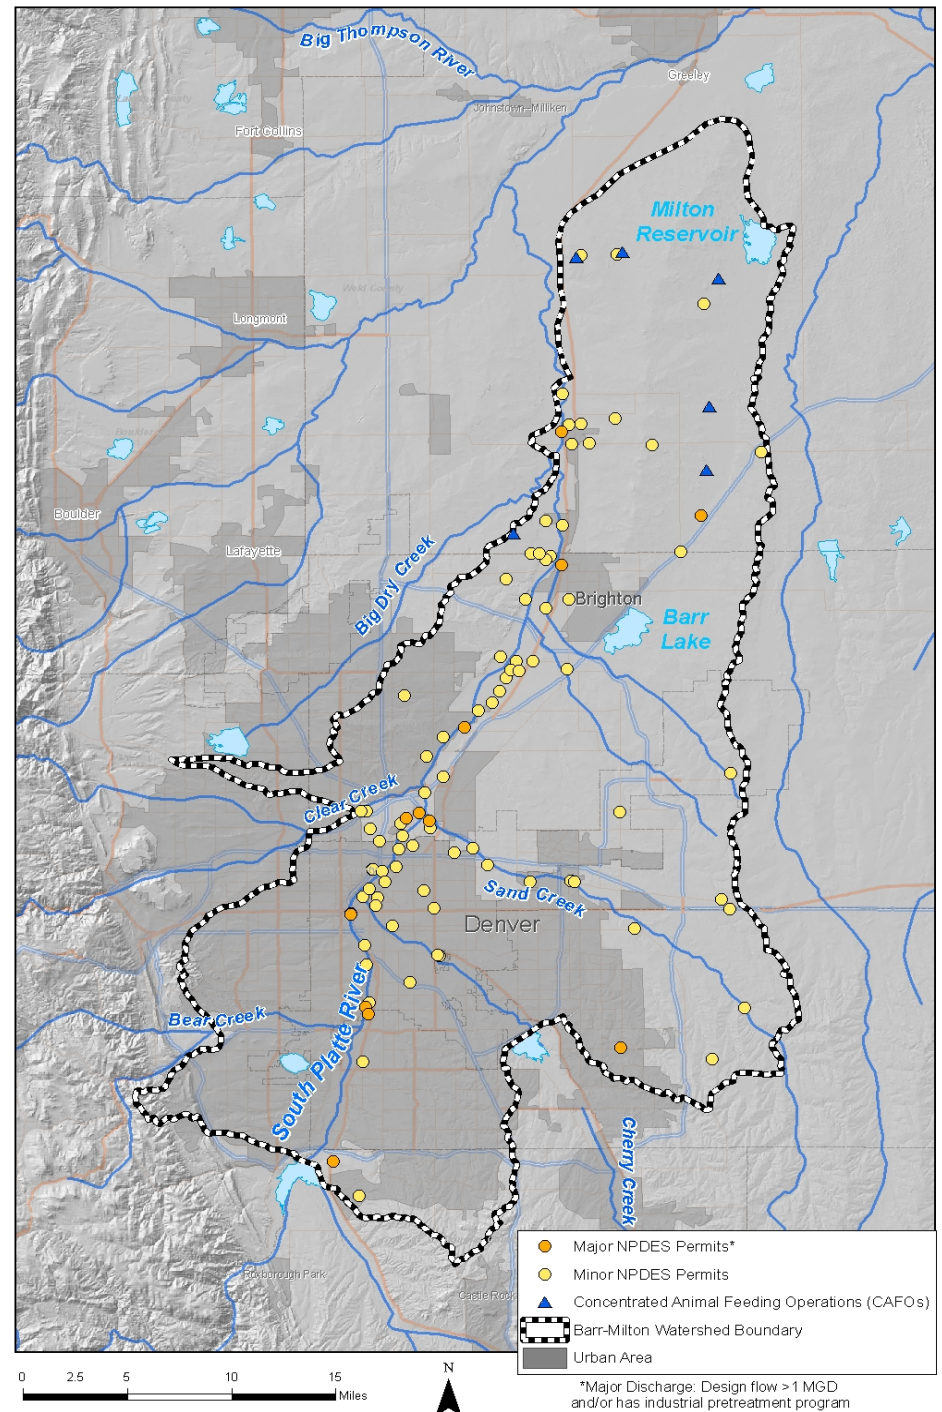 Big Thompson River
Greeley
Johnstown--Milliken
Fort Collins
Milton
Reservoir
Weld County
Longmont
Boulder
Lafayette
Big Dry Creek
Brighton
Barr
Lake
Clear Creek
Sand Creek
Denver
Bear Creek
South Platte River
Cherry Creek
Roxborough Park
Castle Rock
Major NPDES Permits*
Minor NPDES Permits
Concentrated Animal Feeding Operations (CAFOs)
Barr-Milton Watershed Boundary
Urban Area
0 2.5 5 10 15
Miles
N
*Major Discharge: Design flow > 1 MGD
and/or has industrial pretreatment program